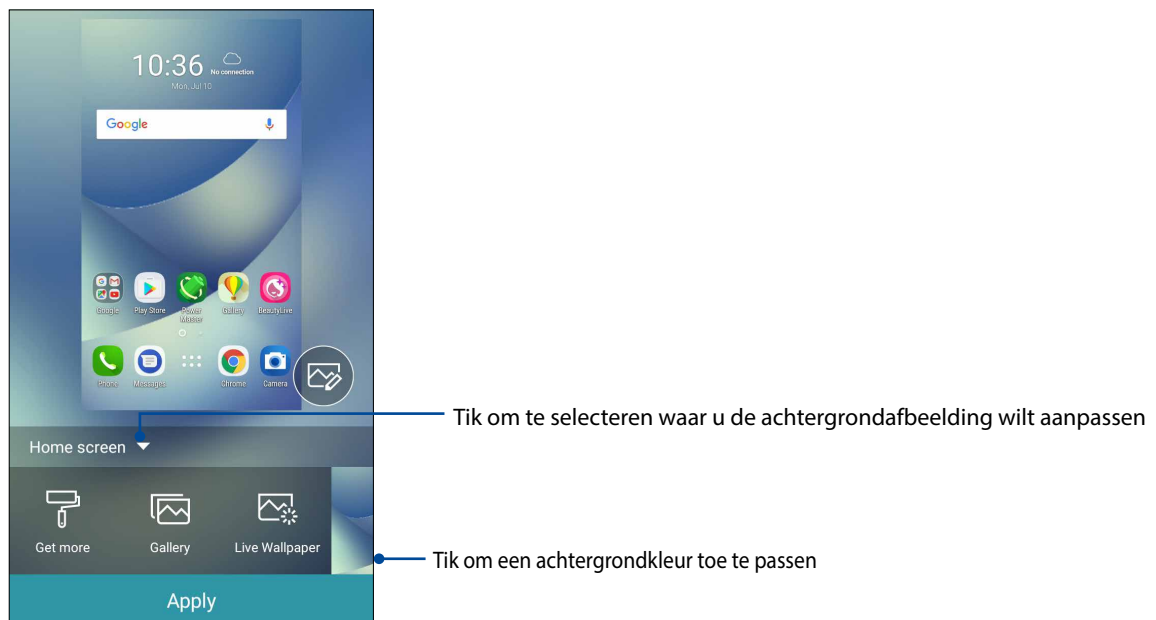 10:36 No connection
Mon, Jul 10
Google
Google Play Store Power Master Gallery BeautyLive
Phone Messages Chrome Camera
Tik om te selecteren waar u de achtergrondafbeelding wilt aanpassen
Home screen
Get more Gallery Live Wallpaper
Tik om een achtergrondkleur toe te passen
Apply